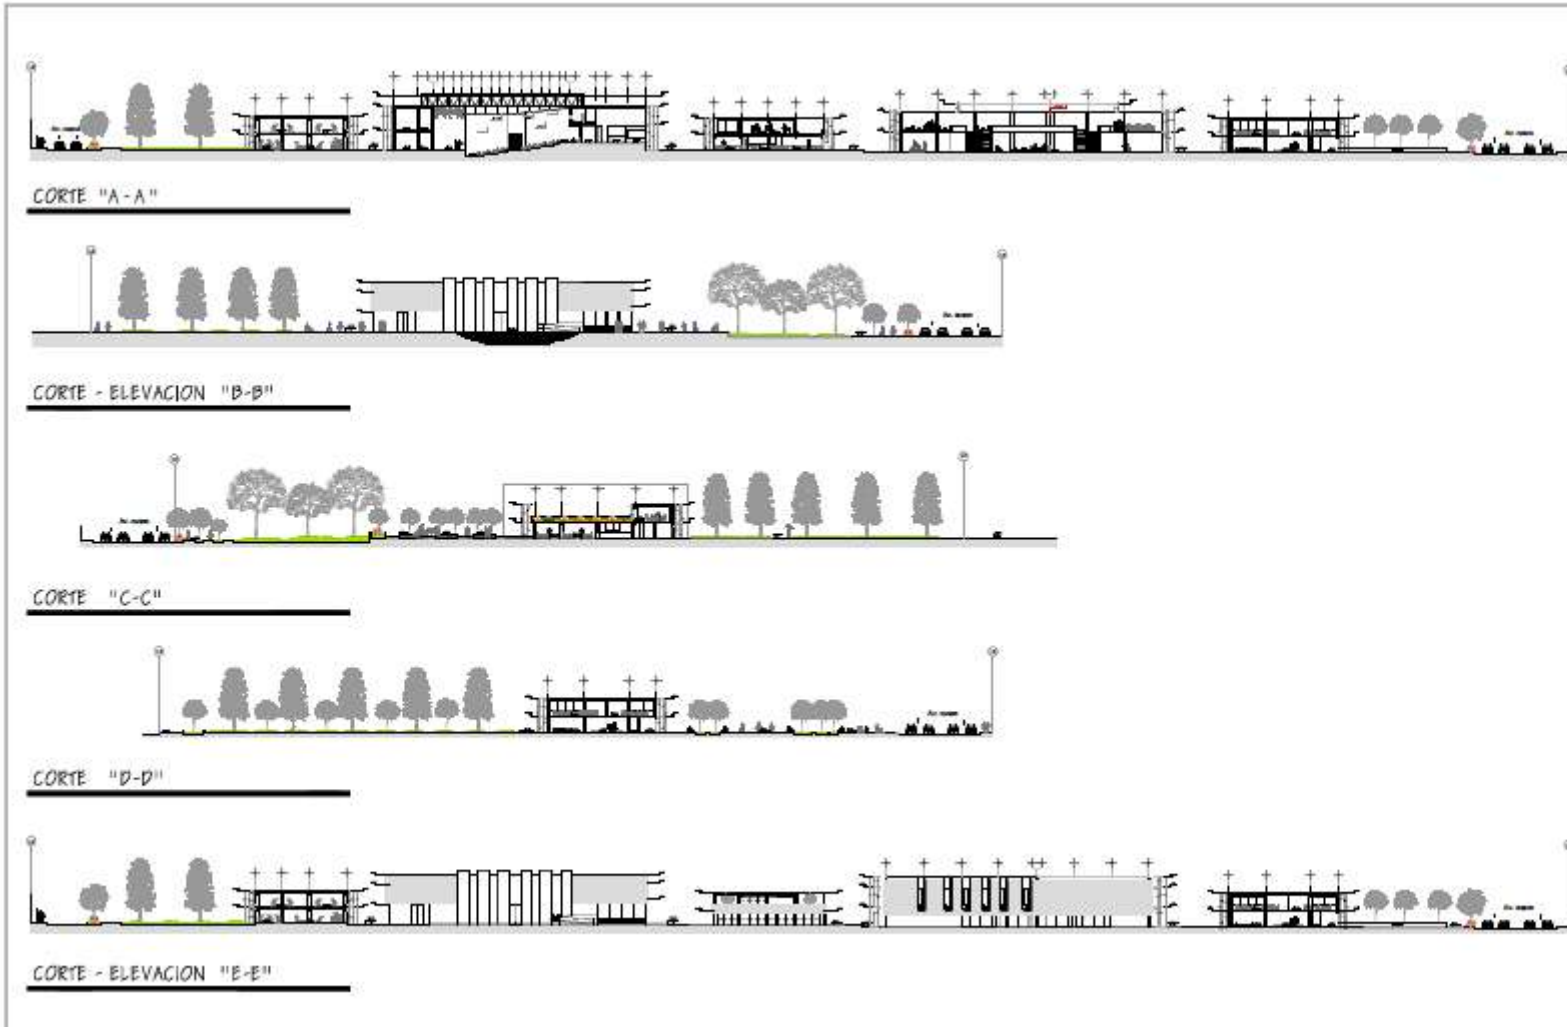 CORTE "A-A"
CORTE - ELEVACION "B-B"
CORTE "C-C"
CORTE "D-D"
CORTE - ELEVACION "E-E"